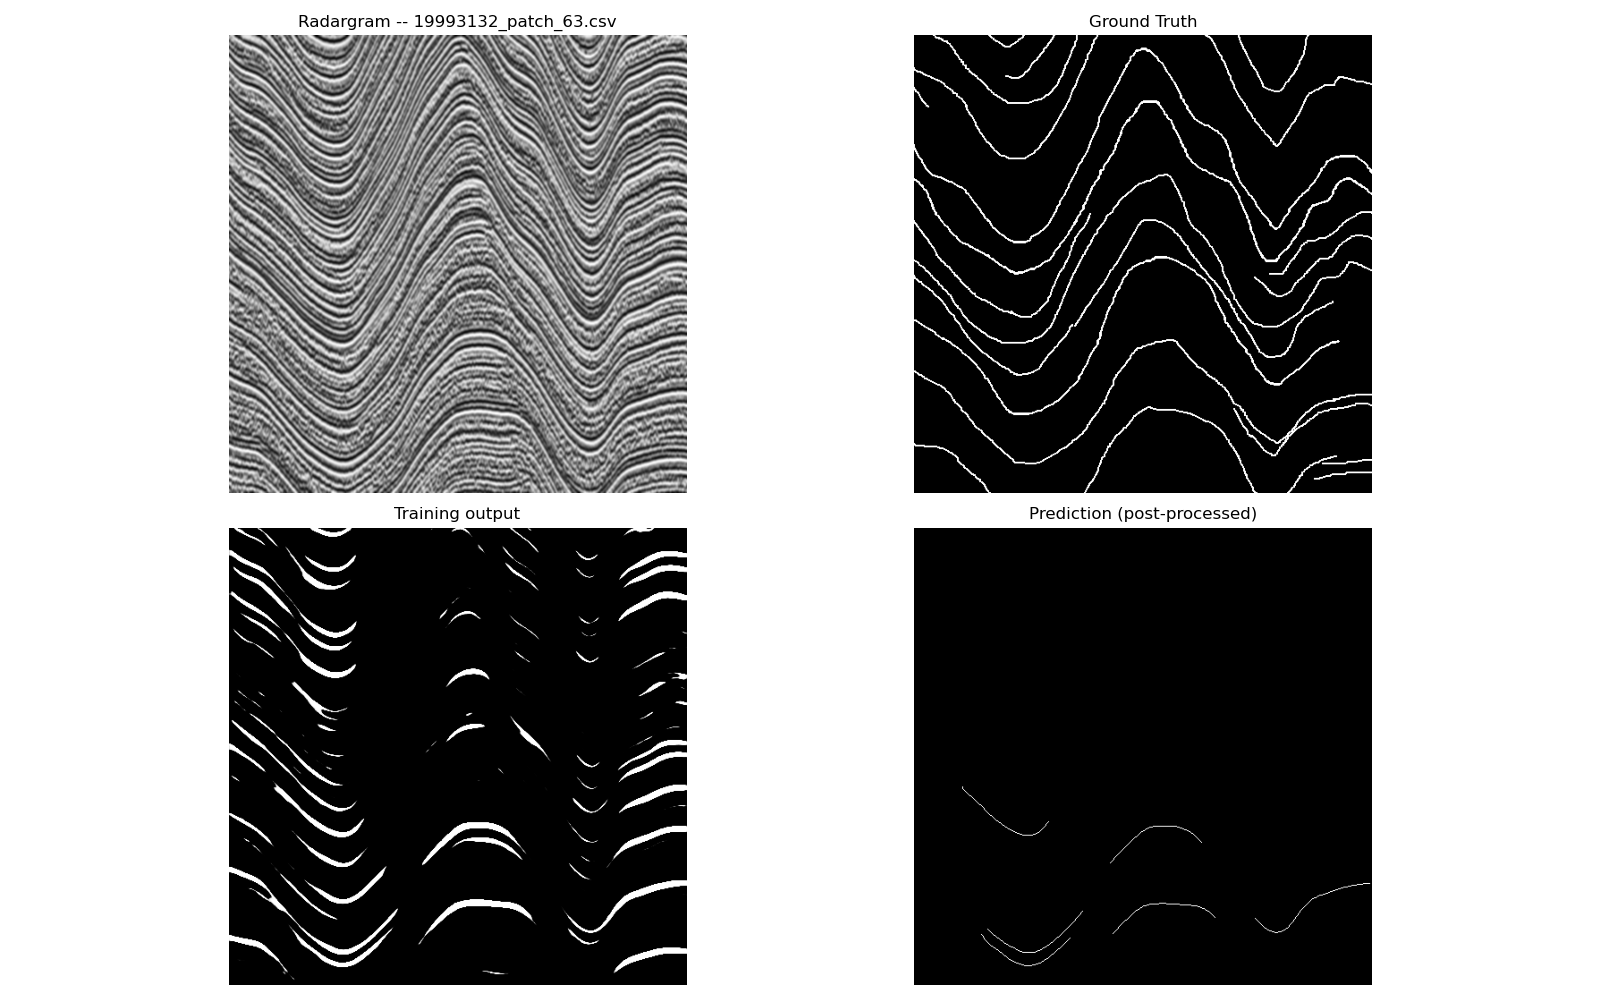 Radargram -- 19993132_patch_63.csv
Ground Truth
Training output
Prediction (post-processed)